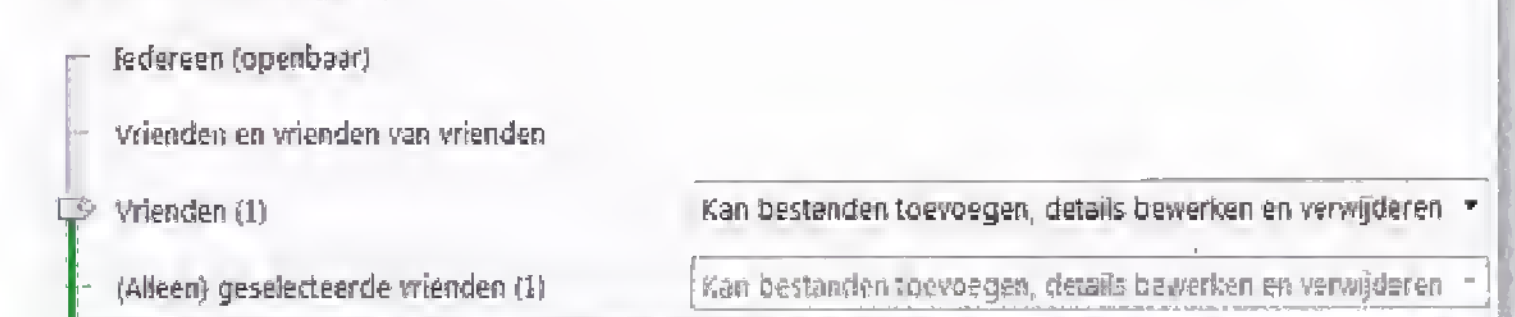 Iedereen (openbaar)
Vrienden en vrienden van vrienden
Vrienden (1) Kan bestanden toevoegen, details bewerken en verwijderen
(Alleen) geselecteerde vrienden (1) Kan bestanden toevoegen, details bewerken en verwijderen